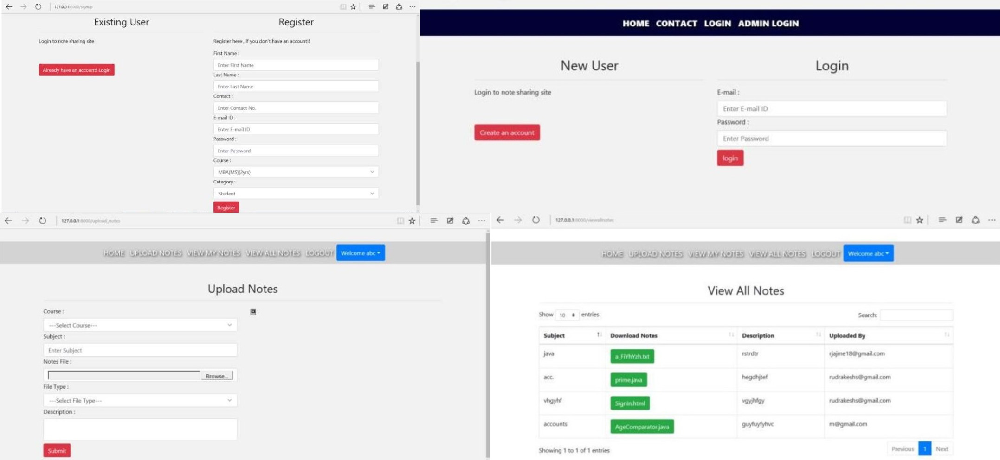 127.0.0.1:8000/signup
Existing User
Login to note sharing site
Already have an account! Login
Register
Register here , if you don't have an account!!
First Name :
Enter First Name
Last Name :
Enter Last Name
Contact :
Enter Contact No.
E-mail ID :
Enter E-mail ID
Password :
Enter Password
Course :
MBA(MS)(2yrs)
Category :
Student
Register
HOME CONTACT LOGIN ADMIN LOGIN
New User
Login to note sharing site
Create an account
Login
E-mail :
Enter E-mail ID
Password :
Enter Password
login
127.0.0.1:8000/upload_notes
HOME UPLOAD NOTES VIEW MY NOTES VIEW ALL NOTES LOGOUT Welcome abc
Upload Notes
Course :
---Select Course---
Subject :
Enter Subject
Notes File :
Browse...
File Type :
---Select File Type---
Description :
Submit
127.0.0.1:8000/viewallnotes
HOME UPLOAD NOTES VIEW MY NOTES VIEW ALL NOTES LOGOUT Welcome abc
View All Notes
Show 10 entries Search:
Subject Download Notes Description Uploaded By
java a_FiYhYzh.txt rstrdtr rjajme18@gmail.com
acc. prime.java hegdhjtef rudrakeshs@gmail.com
vhgyhf SignIn.html vgyjhfgy rudrakeshs@gmail.com
accounts AgeComparator.java guyfuyfyhvc m@gmail.com
Showing 1 to 1 of 1 entries
Previous 1 Next